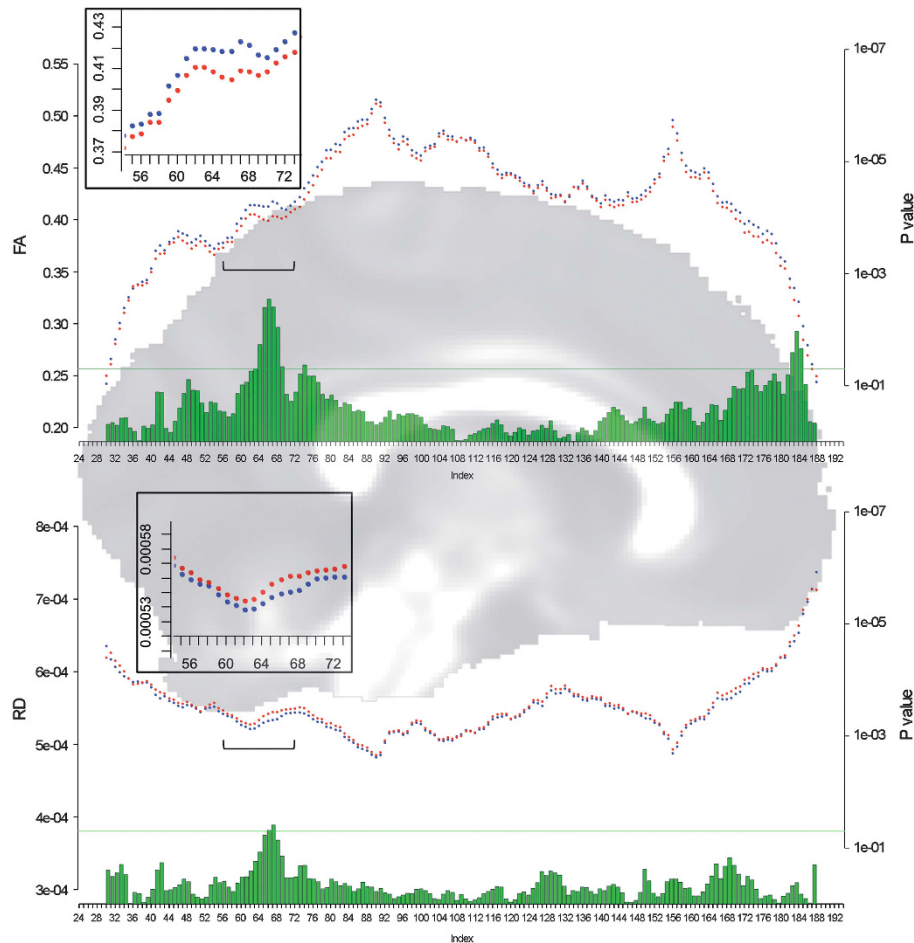 0.43
0.41
0.39
0.37
56 60 64 68 72
0.55
0.50
0.45
0.40
0.35
0.30
0.25
0.20
FA
1e-07
1e-05
1e-03
1e-01
P value
24 28 32 36 40 44 48 52 56 60 64 68 72 76 80 84 88 92 96 100 104 108 112 116 120 124 128 132 136 140 144 148 152 156 160 164 168 172 176 180 184 188 192
Index
0.00058
0.00053
56 60 64 68 72
8e-04
7e-04
6e-04
5e-04
4e-04
3e-04
RD
1e-07
1e-05
1e-03
1e-01
P value
24 28 32 36 40 44 48 52 56 60 64 68 72 76 80 84 88 92 96 100 104 108 112 116 120 124 128 132 136 140 144 148 152 156 160 164 168 172 176 180 184 188 192
Index